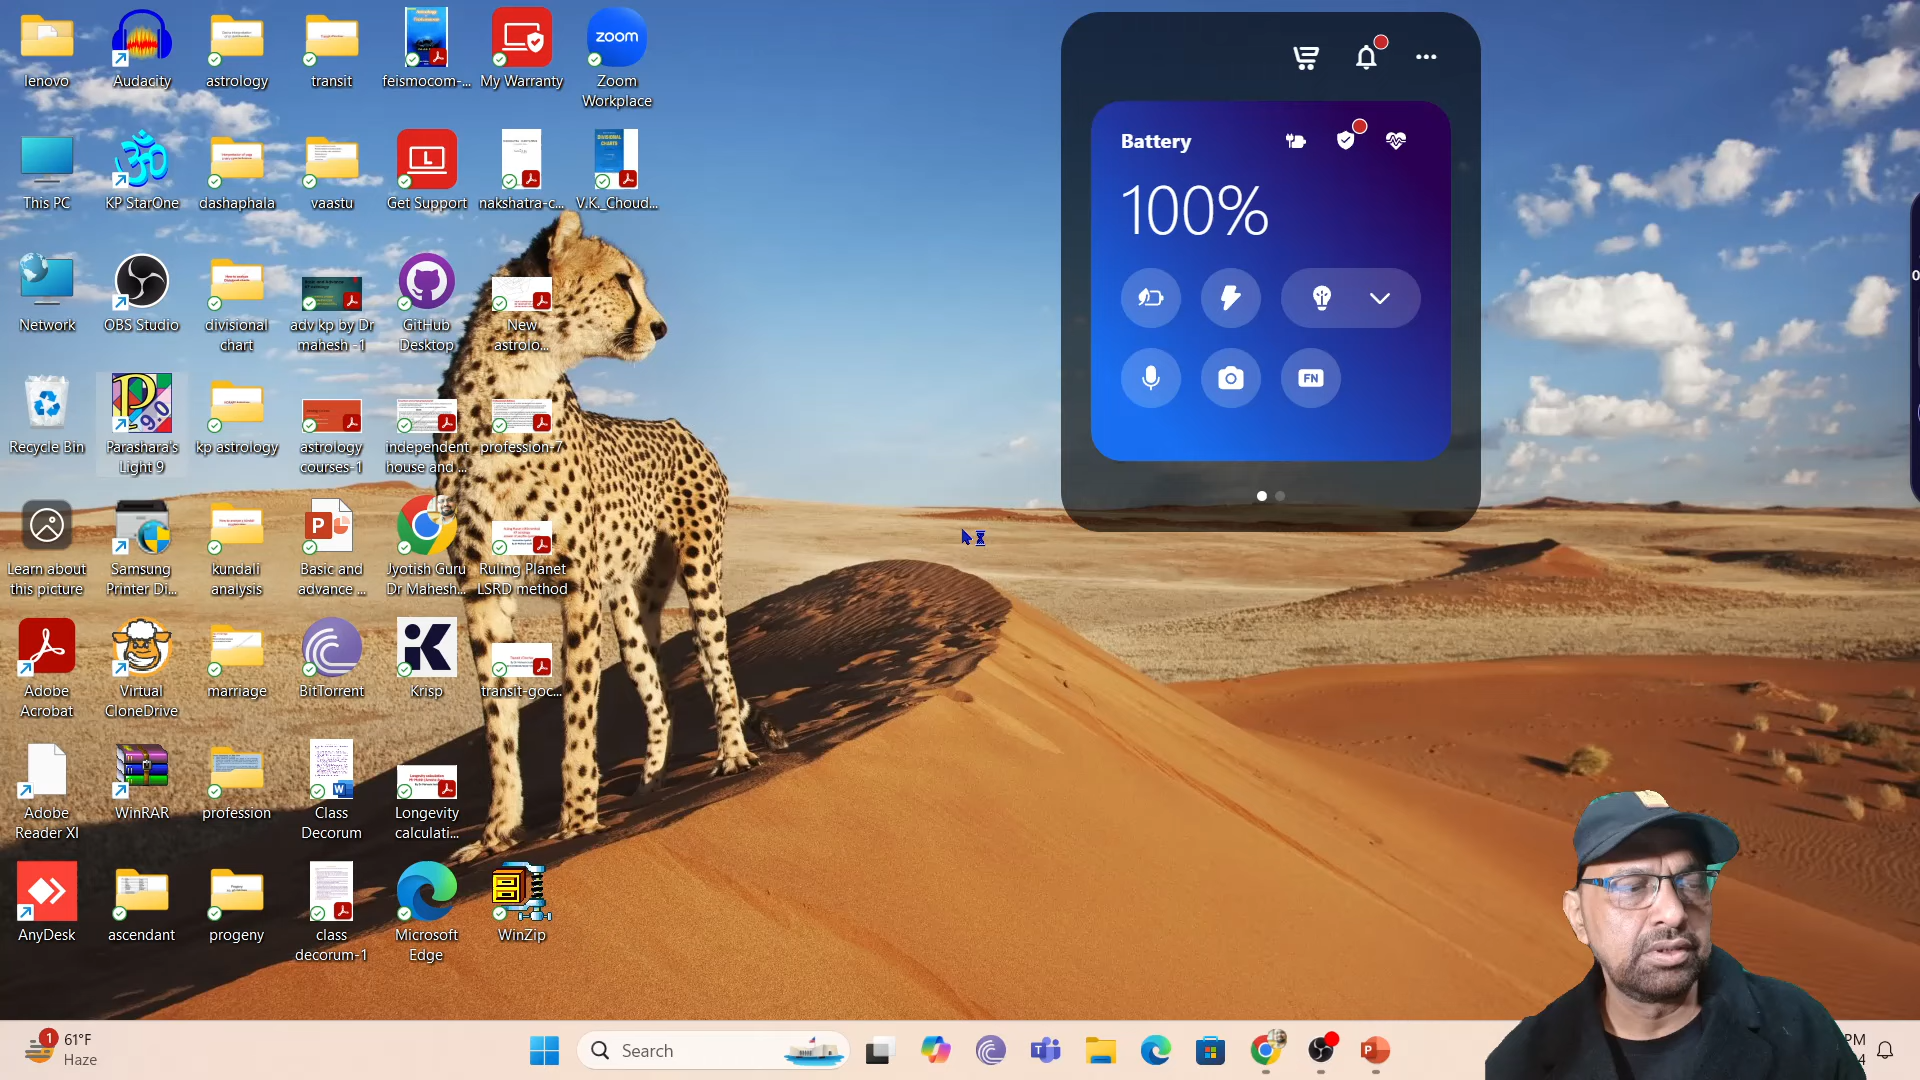 lenovo
Audacity
astrology
transit
feismocom-...
My Warranty
zoom
Zoom
Workplace
This PC
KP StarOne
dashaphala
vaastu
Get Support
nakshatra-c...
DIVISIONAL
CHARTS
V.K._Choud...
Network
OBS Studio
divisional
chart
adv kp by Dr
mahesh -1
GitHub
Desktop
New
astrolo...
Recycle Bin
Parashara's
Light 9
kp astrology
astrology
courses-1
independent
house and ...
profession-7
Learn about
this picture
Samsung
Printer Di...
kundali
analysis
Basic and
advance ...
Jyotish Guru
Dr Mahesh...
Ruling Planet
LSRD method
Adobe
Acrobat
Virtual
CloneDrive
marriage
BitTorrent
Krisp
transit-goc...
Adobe
Reader XI
WinRAR
profession
Class
Decorum
Longevity
calculati...
AnyDesk
ascendant
progeny
class
decorum-1
Microsoft
Edge
WinZip
Battery
100%
FN
1
61°F
Haze
Search
PM